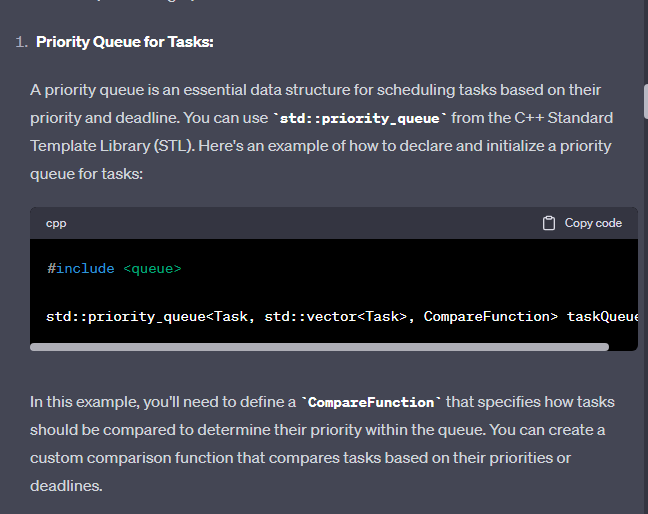 1. Priority Queue for Tasks:
A priority queue is an essential data structure for scheduling tasks based on their
priority and deadline. You can use `std::priority_queue` from the C++ Standard
Template Library (STL). Here's an example of how to declare and initialize a priority
queue for tasks:
cpp Copy code
#include <queue>
std::priority_queue<Task, std::vector<Task>, CompareFunction> taskQueue
In this example, you'll need to define a `CompareFunction` that specifies how tasks
should be compared to determine their priority within the queue. You can create a
custom comparison function that compares tasks based on their priorities or
deadlines.